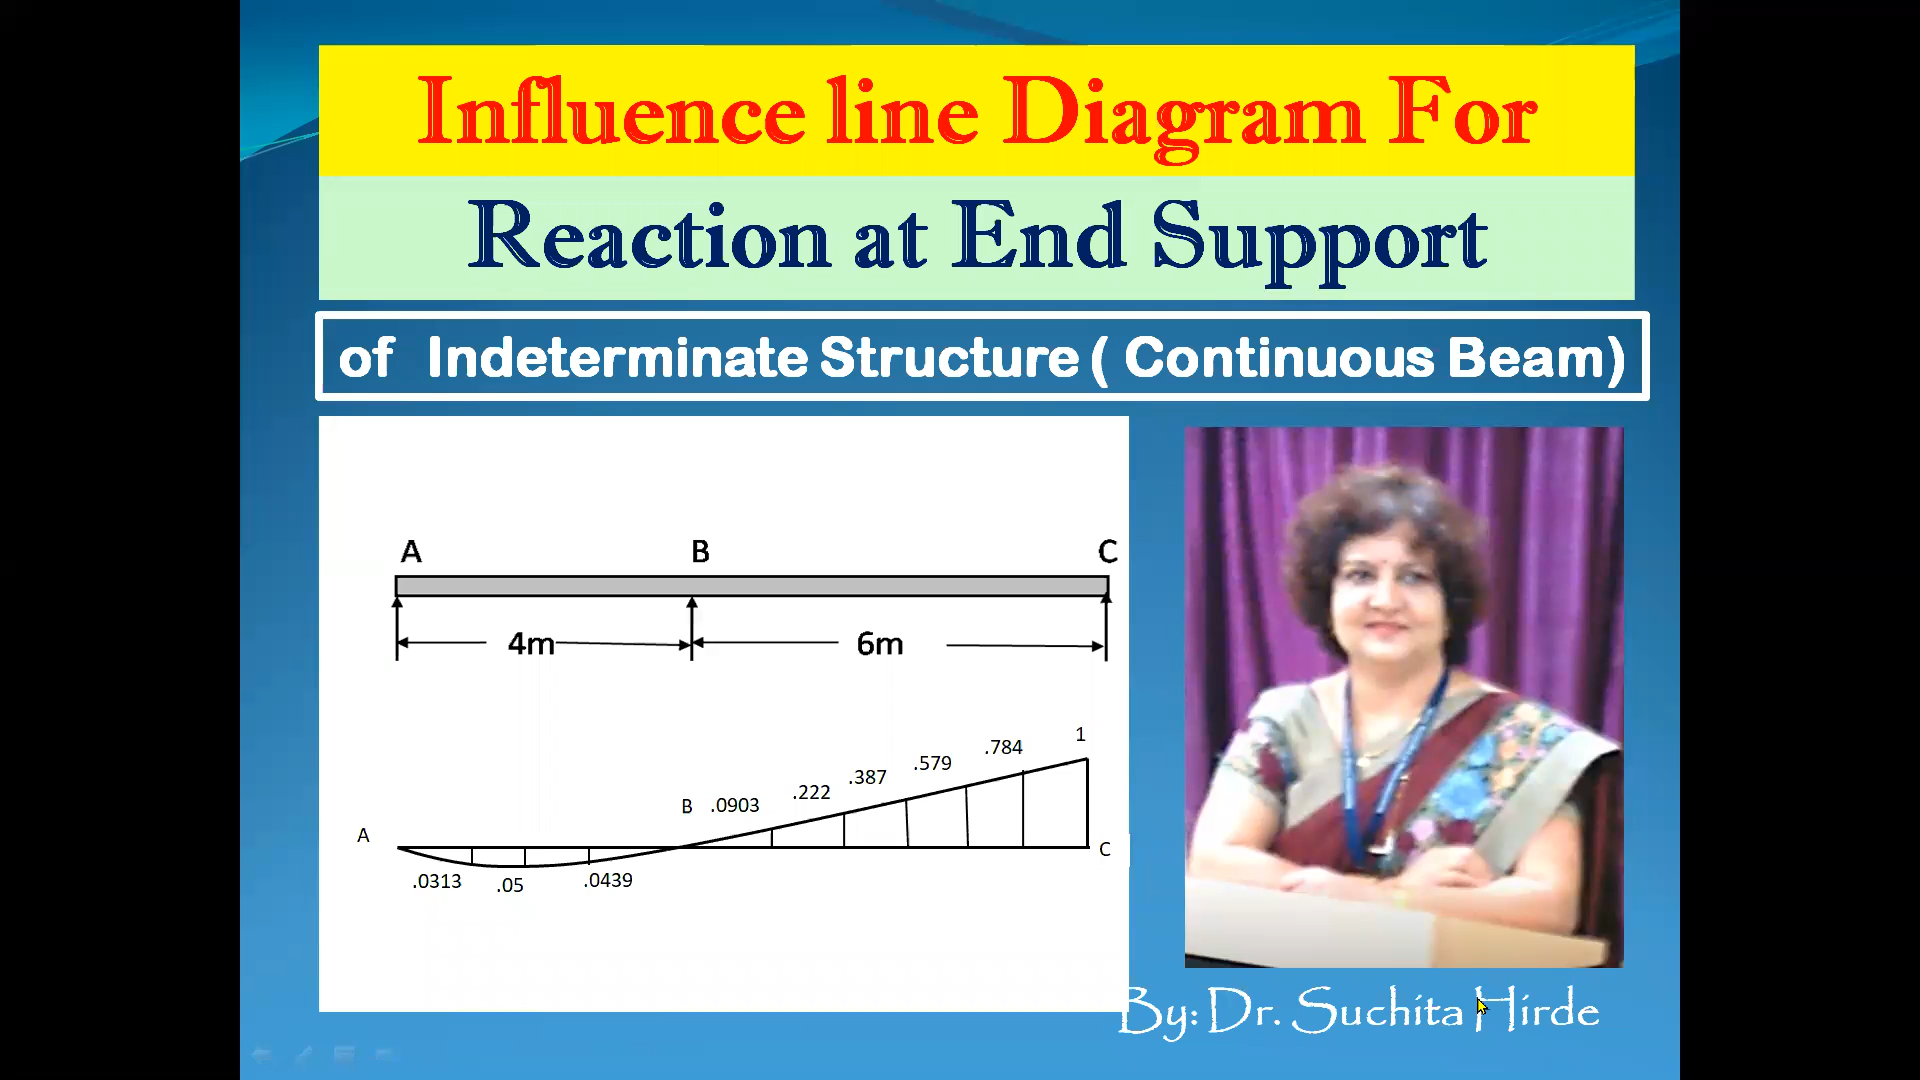 Influence line Diagram For
Reaction at End Support
of Indeterminate Structure ( Continuous Beam)
A B C
4m 6m
1
.784
.579
.387
.222
B .0903
A
C
.0313 .05 .0439
By: Dr. Suchita Hirde